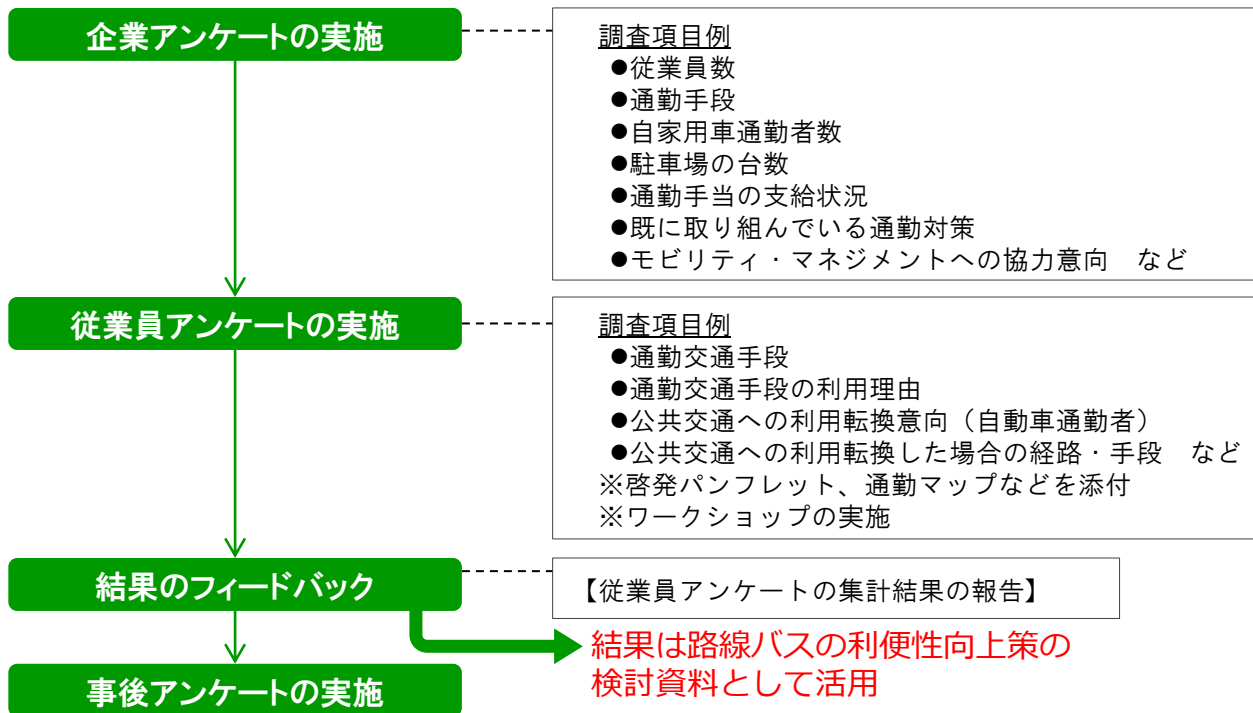 企業アンケートの実施
調査項目例
●従業員数
●通勤手段
●自家用車通勤者数
●駐車場の台数
●通勤手当の支給状況
●既に取り組んでいる通勤対策
●モビリティ・マネジメントへの協力意向　など
従業員アンケートの実施
調査項目例
●通勤交通手段
●通勤交通手段の利用理由
●公共交通への利用転換意向（自動車通勤者）
●公共交通への利用転換した場合の経路・手段　など
※啓発パンフレット、通勤マップなどを添付
※ワークショップの実施
結果のフィードバック
【従業員アンケートの集計結果の報告】
結果は路線バスの利便性向上策の
検討資料として活用
事後アンケートの実施